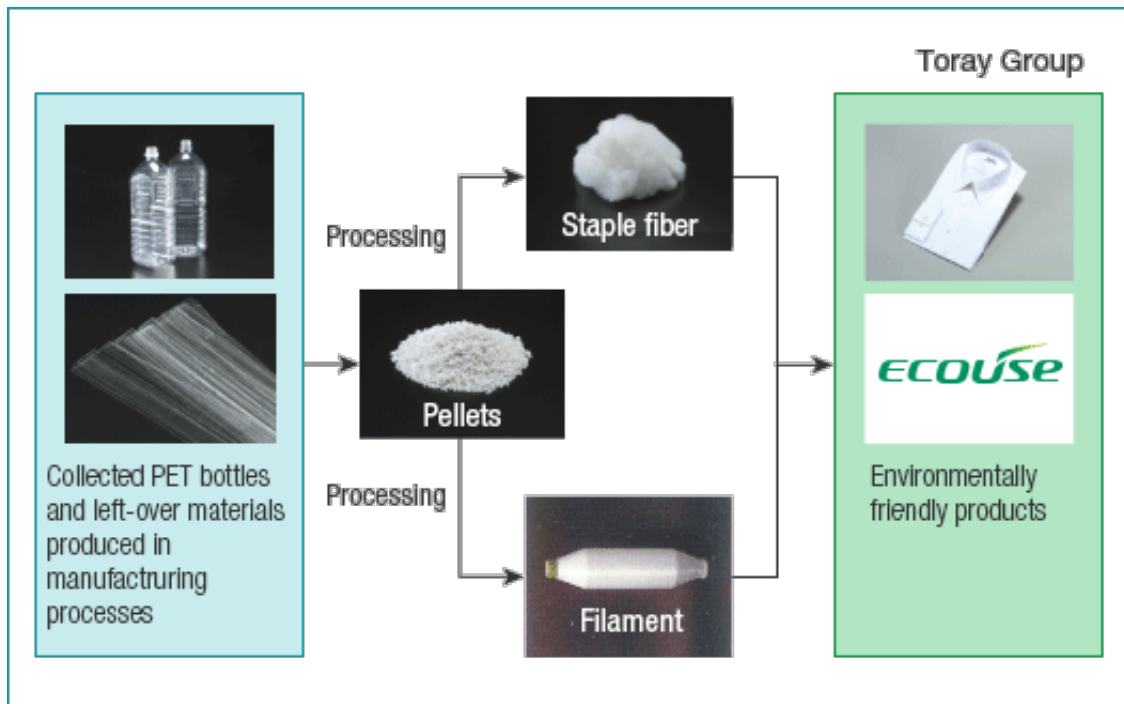 Toray Group
Collected PET bottles
and left-over materials
produced in
manufactruring
processes
Processing
Pellets
Processing
Staple fiber
Filament
ECOUSE
Environmentally
friendly products